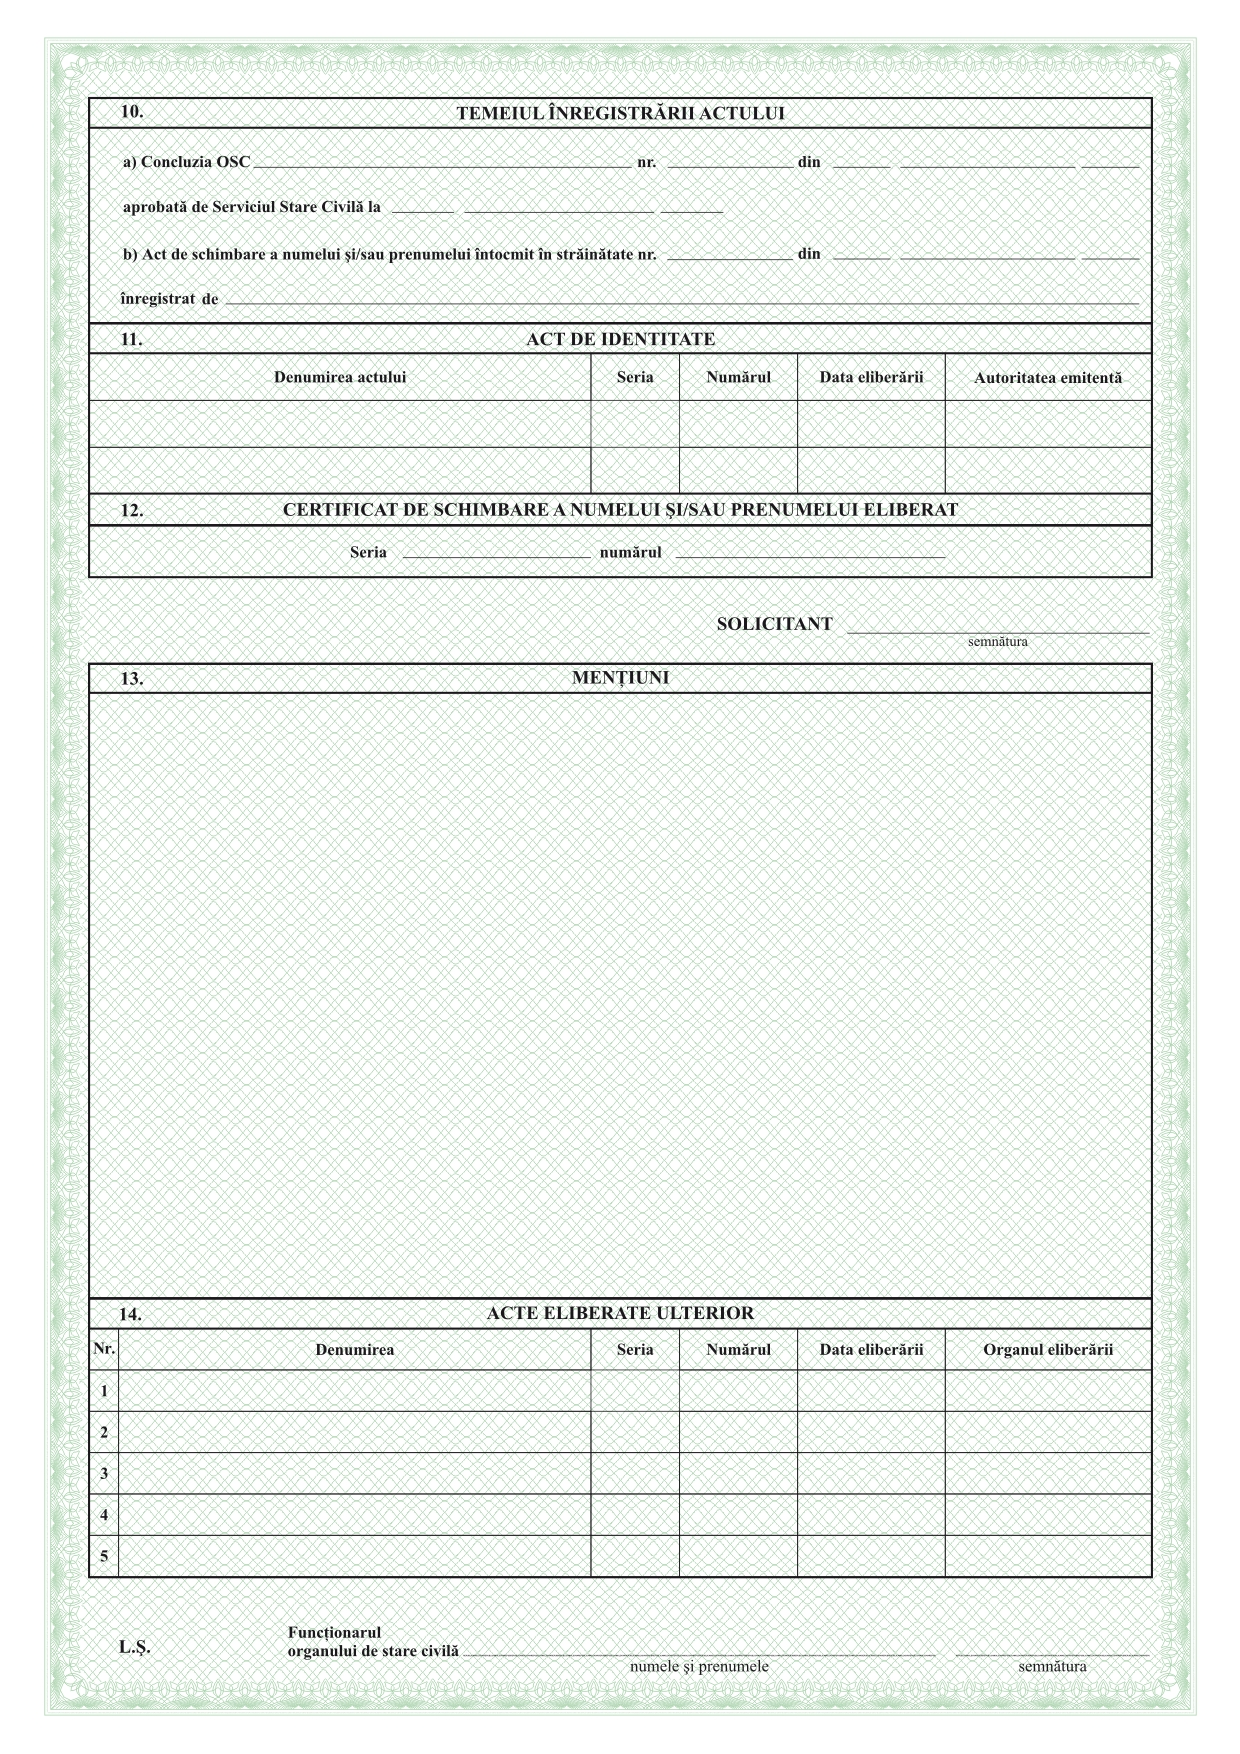 10. TEMEIUL ÎNREGISTRĂRII ACTULUI
a) Concluzia OSC nr. din
aprobată de Serviciul Stare Civilă la
b) Act de schimbare a numelui şi/sau prenumelui întocmit în străinătate nr. din
înregistrat de
11. ACT DE IDENTITATE
Denumirea actului Seria Numărul Data eliberării Autoritatea emitentă
12. CERTIFICAT DE SCHIMBARE A NUMELUI ŞI/SAU PRENUMELUI ELIBERAT
Seria numărul
SOLICITANT
semnătura
13. MENŢIUNI
14. ACTE ELIBERATE ULTERIOR
Nr. Denumirea Seria Numărul Data eliberării Organul eliberării
1
2
3
4
5
Funcţionarul
L.Ş. organului de stare civilă
numele şi prenumele semnătura